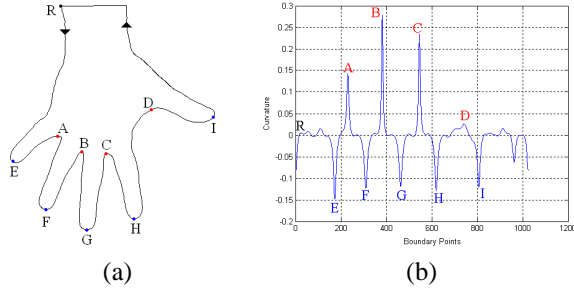 R
D
I
A
B
C
E
F
G
H
(a)
0.3
0.25
0.2
0.15
0.1
0.05
0
-0.05
-0.1
-0.15
-0.2
Curvature
R
A
B
C
D
E
F
G
H
I
0 200 400 600 800 1000 1200
Boundary Points
(b)